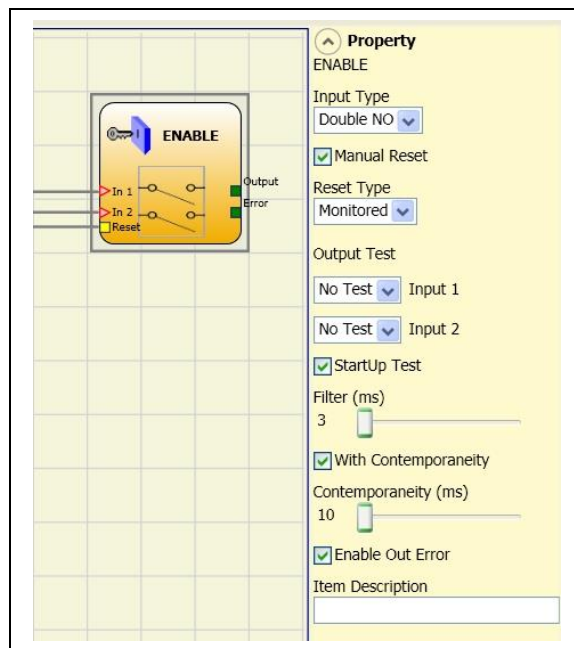 ENABLE
In 1
In 2
Reset
Output
Error
Property
ENABLE
Input Type
Double NO
Manual Reset
Reset Type
Monitored
Output Test
No Test Input 1
No Test Input 2
StartUp Test
Filter (ms)
3
With Contemporaneity
Contemporaneity (ms)
10
Enable Out Error
Item Description